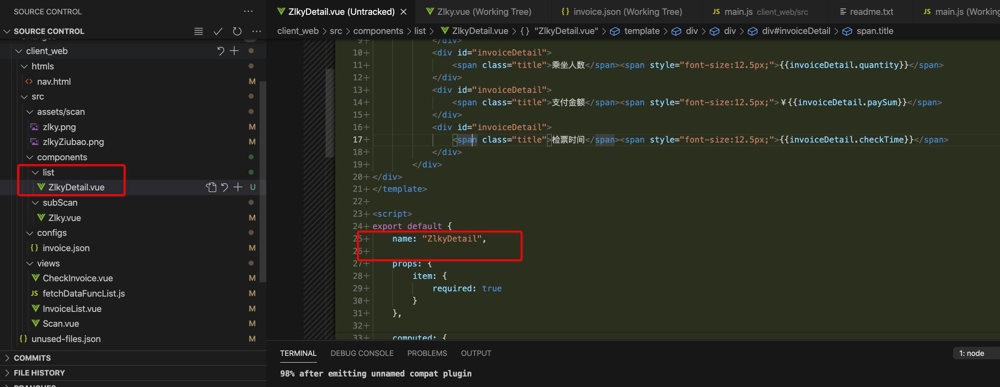 SOURCE CONTROL
SOURCE CONTROL
Changes
client_web
htmls
nav.html M
src
assets/scan
zlky.png M
zlkyZiubao.png M
components
list
ZlkyDetail.vue U
subScan
Zlky.vue M
configs
invoice.json M
views
CheckInvoice.vue M
fetchDataFuncList.js M
InvoiceList.vue M
Scan.vue M
unused-files.json M
COMMITS
FILE HISTORY
BRANCHES
ZlkyDetail.vue (Untracked) Zlky.vue (Working Tree) {} invoice.json (Working Tree) JS main.js client_web/src readme.txt JS main.js (Working
client_web > src > components > list > ZlkyDetail.vue > {} "ZlkyDetail.vue" > template > div > div > div#invoiceDetail > span.title
9+ </div>
10+ <div id="invoiceDetail">
11+ <span class="title">乘坐人数</span><span style="font-size:12.5px;">{{invoiceDetail.quantity}}</span>
12+ </div>
13+ <div id="invoiceDetail">
14+ <span class="title">支付金额</span><span style="font-size:12.5px;">￥{{invoiceDetail.paySum}}</span>
15+ </div>
16+ <div id="invoiceDetail">
17+ <span class="title">检票时间</span><span style="font-size:12.5px;">{{invoiceDetail.checkTime}}</span>
18+ </div>
19+ </div>
20+ </div>
21+ </template>
22+
23+ <script>
24+ export default {
25+ name: "ZlkyDetail",
26+
27+ props: {
28+ item: {
29+ required: true
30+ }
31+ },
32+
33+ computed: {
TERMINAL DEBUG CONSOLE PROBLEMS OUTPUT 1: node
98% after emitting unnamed compat plugin